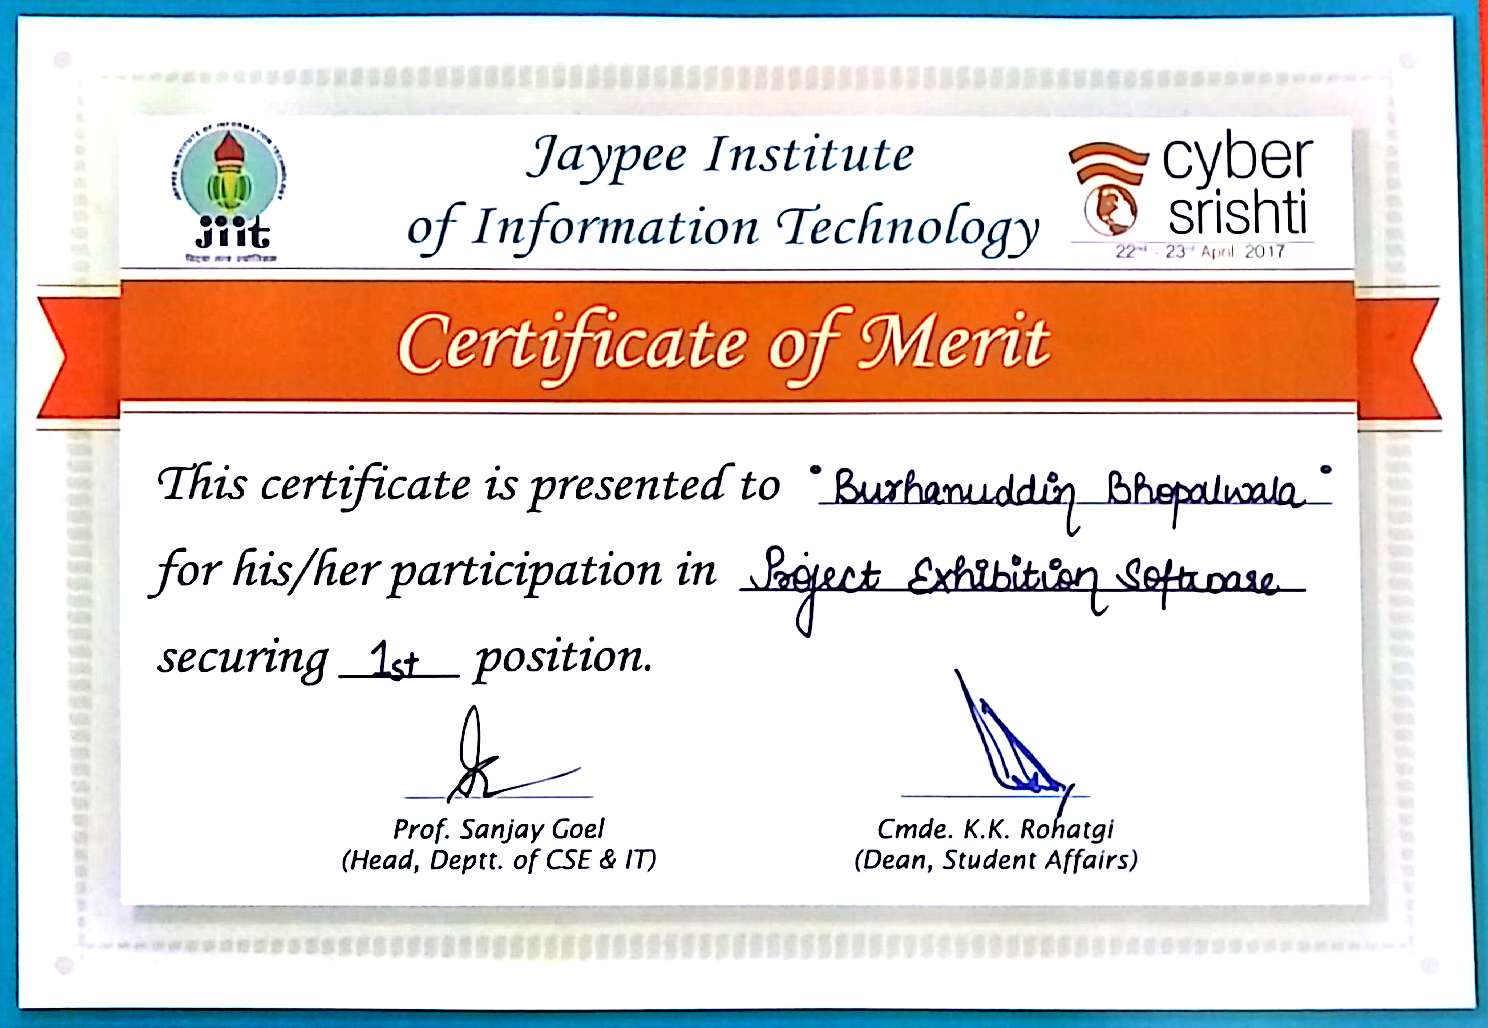 JAYPEE INSTITUTE OF INFORMATION TECHNOLOGY
jiit
विद्या तत्व ज्योतिसमः
Jaypee Institute
of Information Technology
cyber
srishti
22nd - 23rd April 2017
Certificate of Merit
This certificate is presented to "Burhanuddin Bhopalwala"
for his/her participation in Project Exhibition Software
securing 1st position.
Prof. Sanjay Goel
(Head, Deptt. of CSE & IT)
Cmde. K.K. Rohatgi
(Dean, Student Affairs)